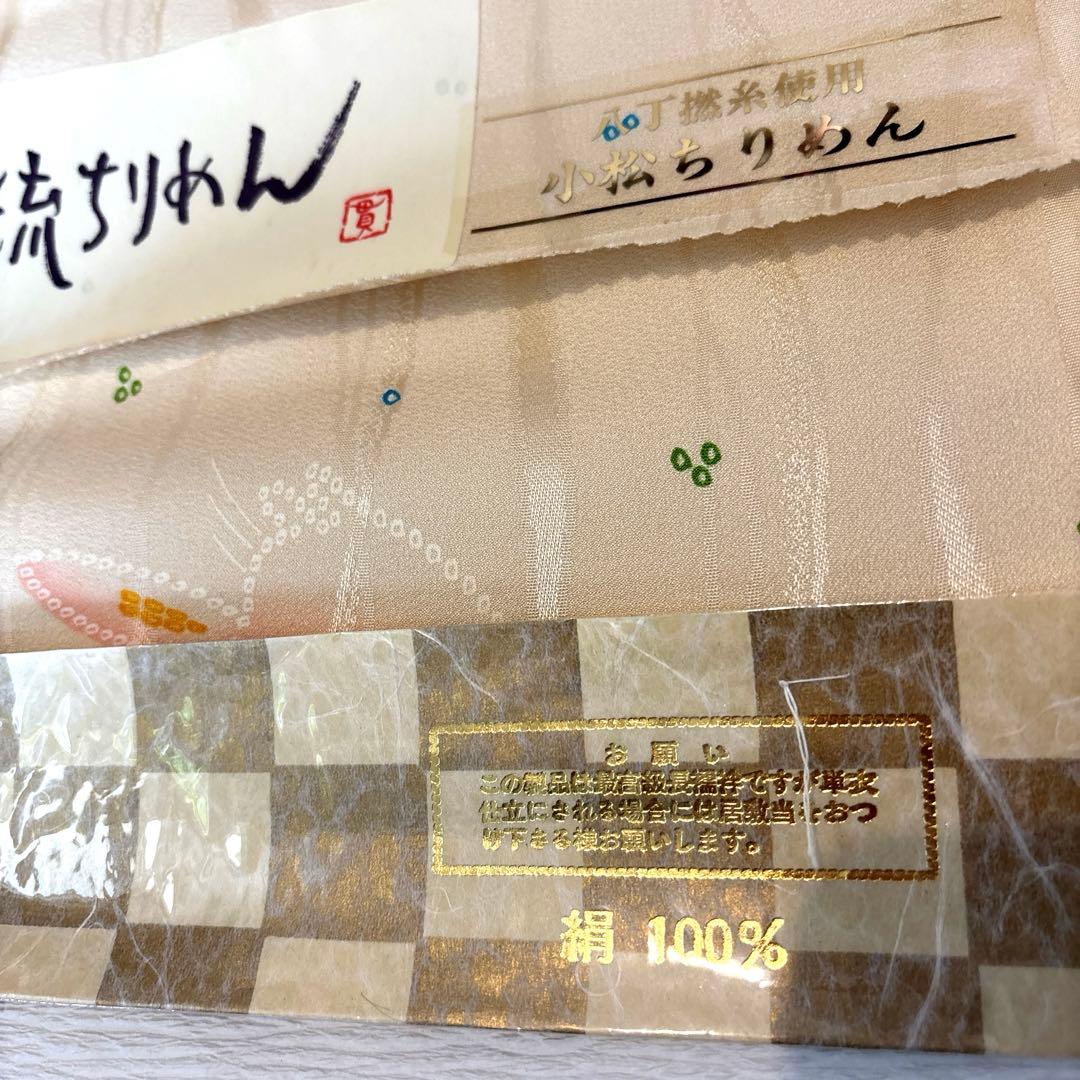 流ちりめん
貫
八丁撚糸使用
小松ちりめん
お願い
この製品は最高級長襦袢ですが単衣
仕立にされる場合には居敷当をおつ
け下さる様お願いします。
絹 100%